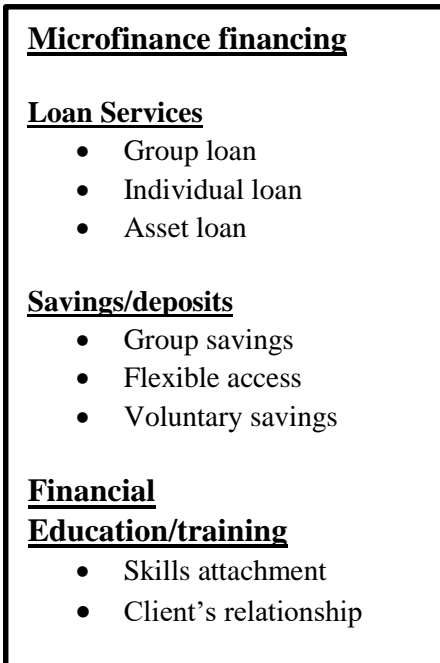 Microfinance financing
Loan Services
• Group loan
• Individual loan
• Asset loan
Savings/deposits
• Group savings
• Flexible access
• Voluntary savings
Financial
Education/training
• Skills attachment
• Client's relationship